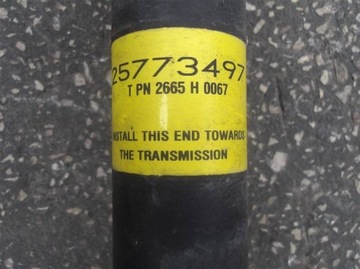 25773497
T PN 2665 H 0067
INSTALL THIS END TOWARDS
THE TRANSMISSION